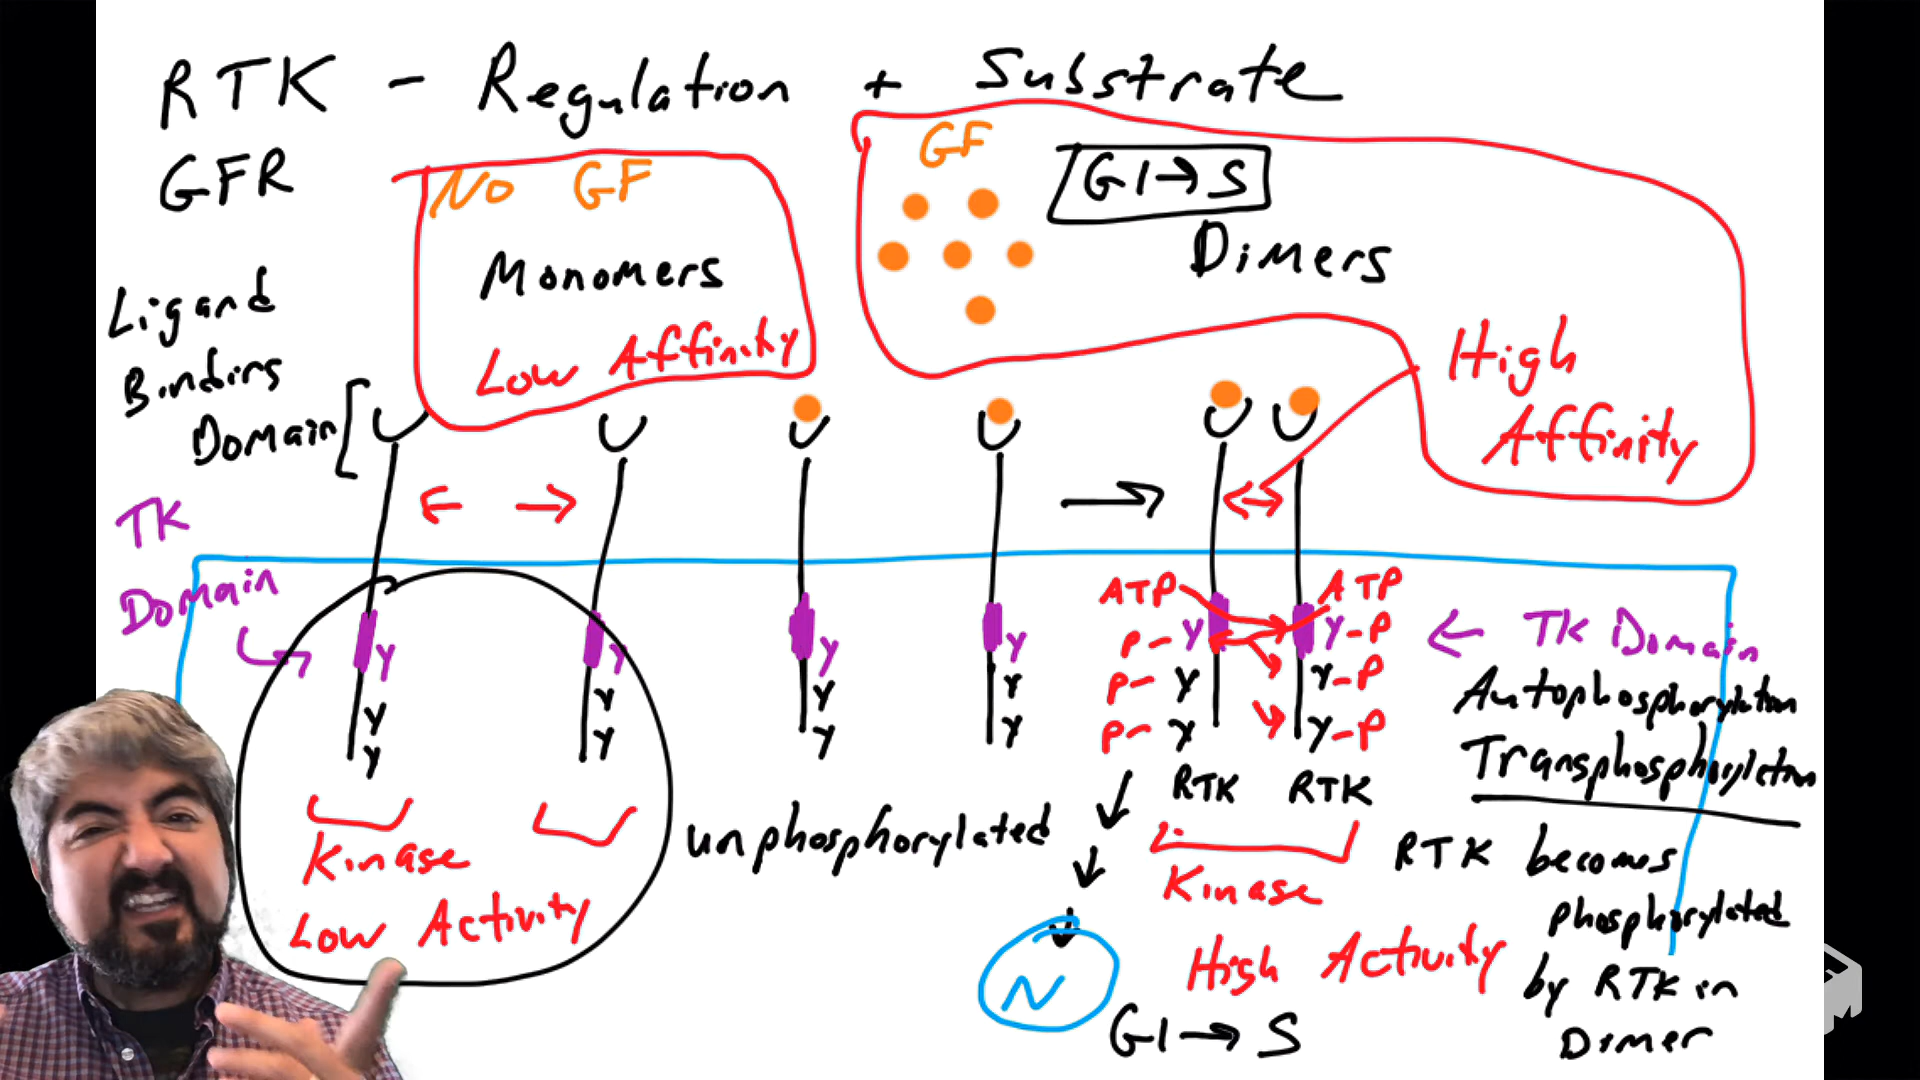 RTK - Regulation + Substrate
GFR
No GF
Monomers
Low Affinity
GF
G1→S
Dimers
High
Affinity
Ligand
Binding
Domain
TK
Domain
Y
Y
Y
Y
Y
Y
Y
Y
Y
Y
Y
Y
ATP ATP
P- Y Y-P
P- Y Y-P
P- Y Y-P
RTK RTK
← TK Domain
Autophosphorylation
Transphosphorylation
Kinase
Low Activity
unphosphorylated
Kinase
High Activity
N
G1→S
RTK becomes
phosphorylated
by RTK in
Dimer